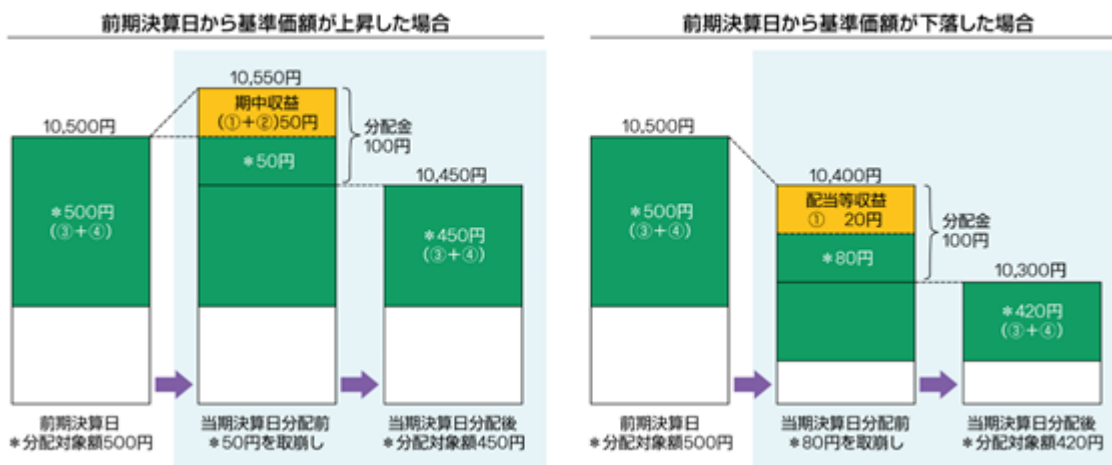 前期決算日から基準価額が上昇した場合
10,550円
期中収益
(①+②)50円
10,500円
分配金
100円
*50円
10,450円
*500円
(③+④)
*450円
(③+④)
前期決算日
*分配対象額500円
当期決算日分配前
*50円を取崩し
当期決算日分配後
*分配対象額450円
前期決算日から基準価額が下落した場合
10,500円
10,400円
配当等収益
① 20円
分配金
100円
*500円
(③+④)
*80円
10,300円
*420円
(③+④)
前期決算日
*分配対象額500円
当期決算日分配前
*80円を取崩し
当期決算日分配後
*分配対象額420円